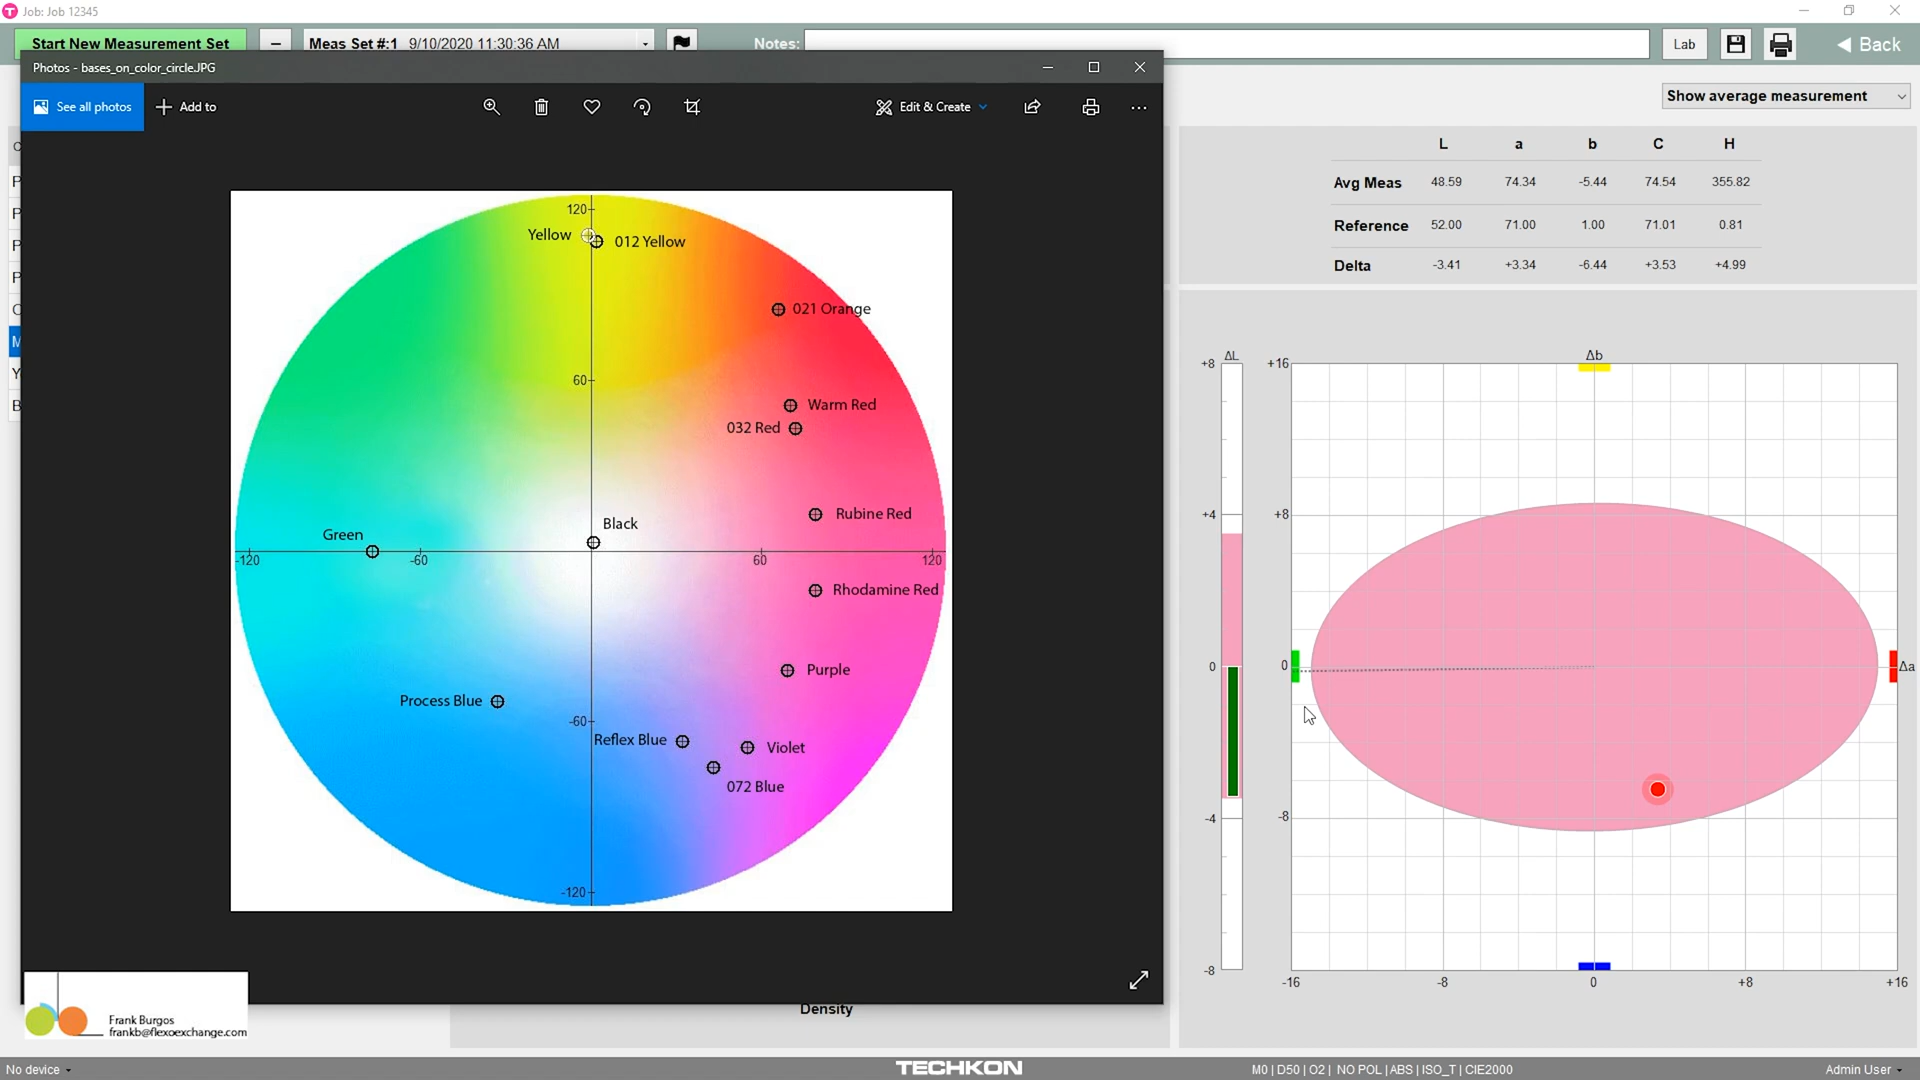 Job: Job 12345
Start New Measurement Set
Meas Set #:1 9/10/2020 11:30:36 AM
Notes:
Lab
Back
Photos - bases_on_color_circle.JPG
See all photos
Add to
Edit & Create
Show average measurement
L a b C H
Avg Meas 48.59 74.34 -5.44 74.54 355.82
Reference 52.00 71.00 1.00 71.01 0.81
Delta -3.41 +3.34 -6.44 +3.53 +4.99
O
P
P
P
P
C
M
Y
B
120
Yellow
012 Yellow
021 Orange
60
Warm Red
032 Red
Rubine Red
Black
Green
-120
-60
60
120
Rhodamine Red
Purple
Process Blue
-60
Reflex Blue
Violet
072 Blue
-120
ΔL
+8
+4
0
-4
-8
Δb
+16
+8
0
-8
Δa
-16
-8
0
+8
+16
Density
Frank Burgos
frankb@flexoexchange.com
No device
TECHKON
M0 | D50 | O2 | NO POL | ABS | ISO_T | CIE2000
Admin User